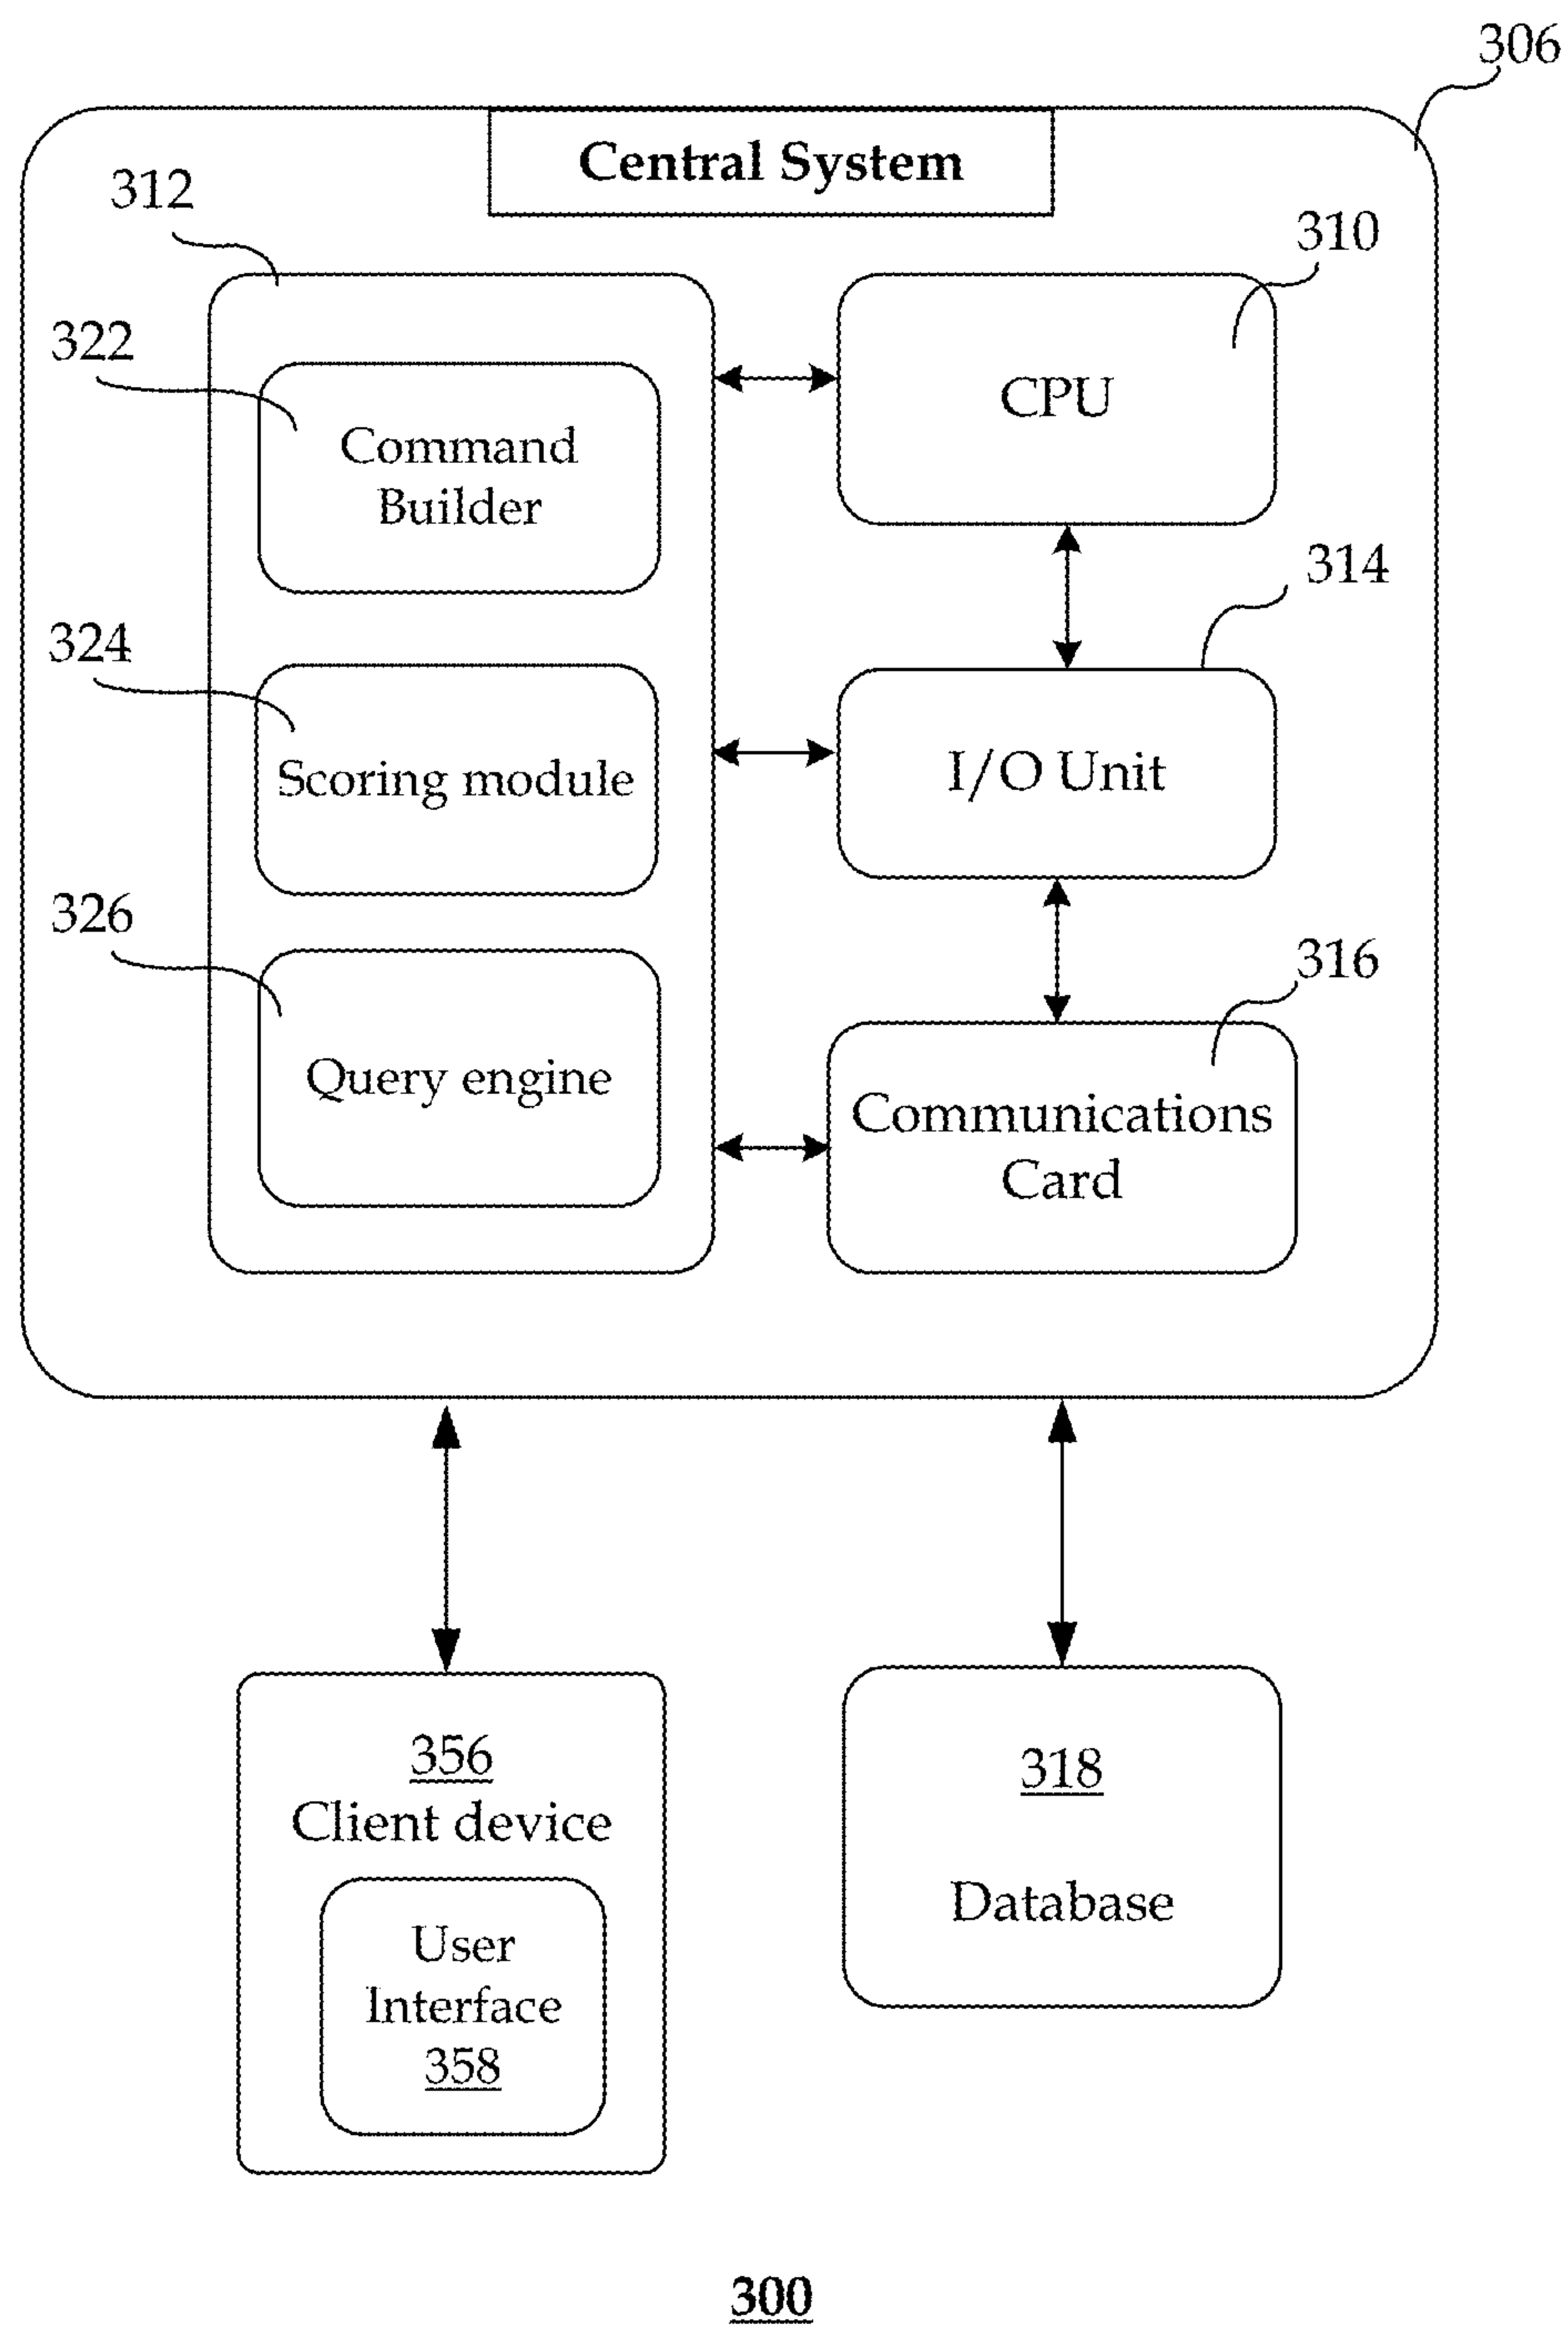 306
Central System
312
310
322
CPU
Command
Builder
314
324
I/O Unit
Scoring module
326
316
Query engine
Communications
Card
356
Client device
User
Interface
358
318
Database
300